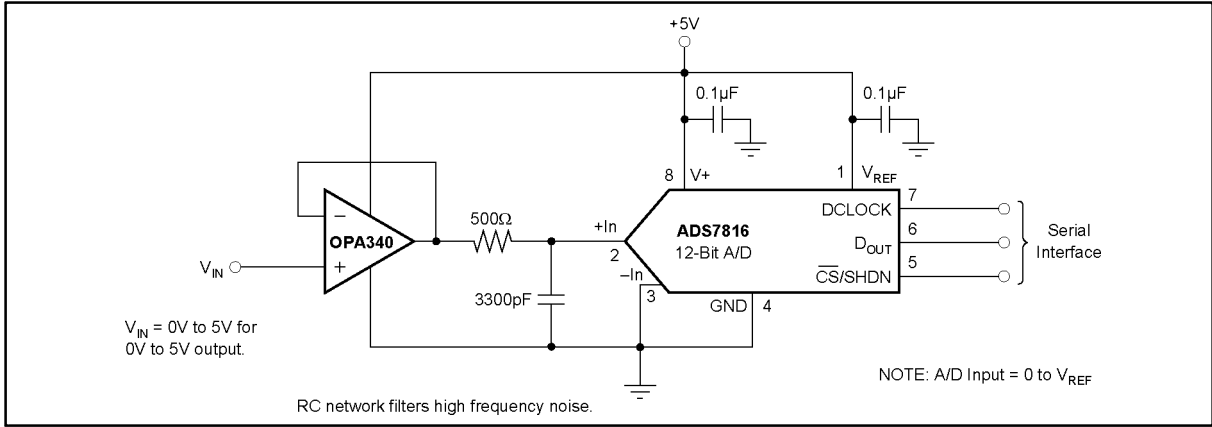 +5V
0.1µF
0.1µF
8
V+
1
VREF
−
OPA340
+
VIN
500Ω
3300pF
+In
2
−In
3
ADS7816
12-Bit A/D
GND
4
DCLOCK
7
DOUT
6
CS/SHDN
5
Serial
Interface
VIN = 0V to 5V for
0V to 5V output.
RC network filters high frequency noise.
NOTE: A/D Input = 0 to VREF